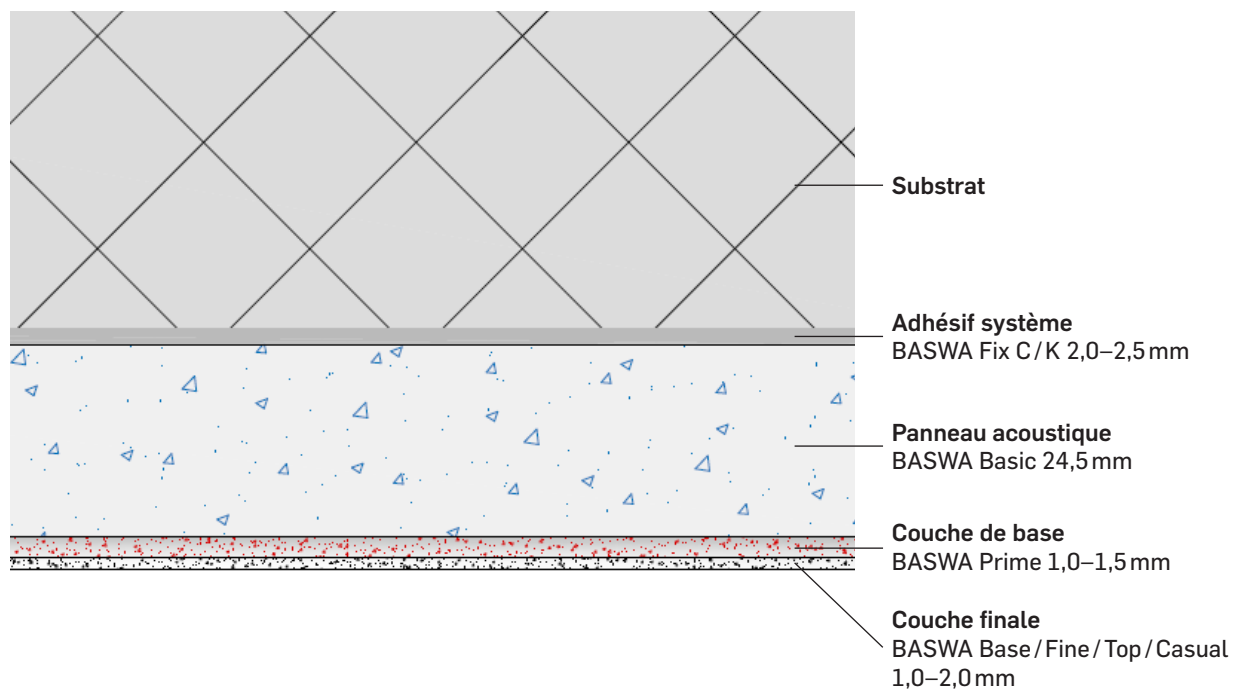 Substrat
Adhésif système
BASWA Fix C/K 2,0–2,5 mm
Panneau acoustique
BASWA Basic 24,5 mm
Couche de base
BASWA Prime 1,0–1,5 mm
Couche finale
BASWA Base/Fine/Top/Casual
1,0–2,0 mm